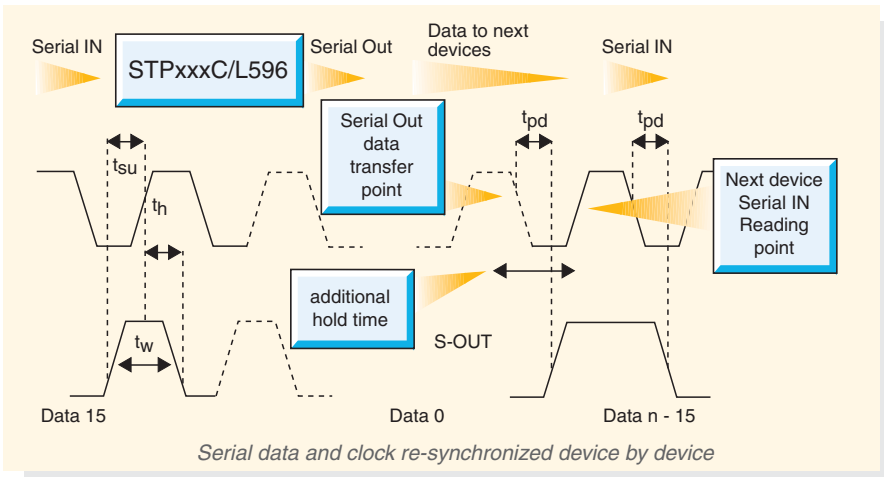 Serial IN
STPxxxC/L596
Serial Out
Data to next
devices
Serial IN
Serial Out
data
transfer
point
tpd
tpd
tsu
th
Next device
Serial IN
Reading
point
additional
hold time
tw
S-OUT
Data 15
Data 0
Data n - 15
Serial data and clock re-synchronized device by device